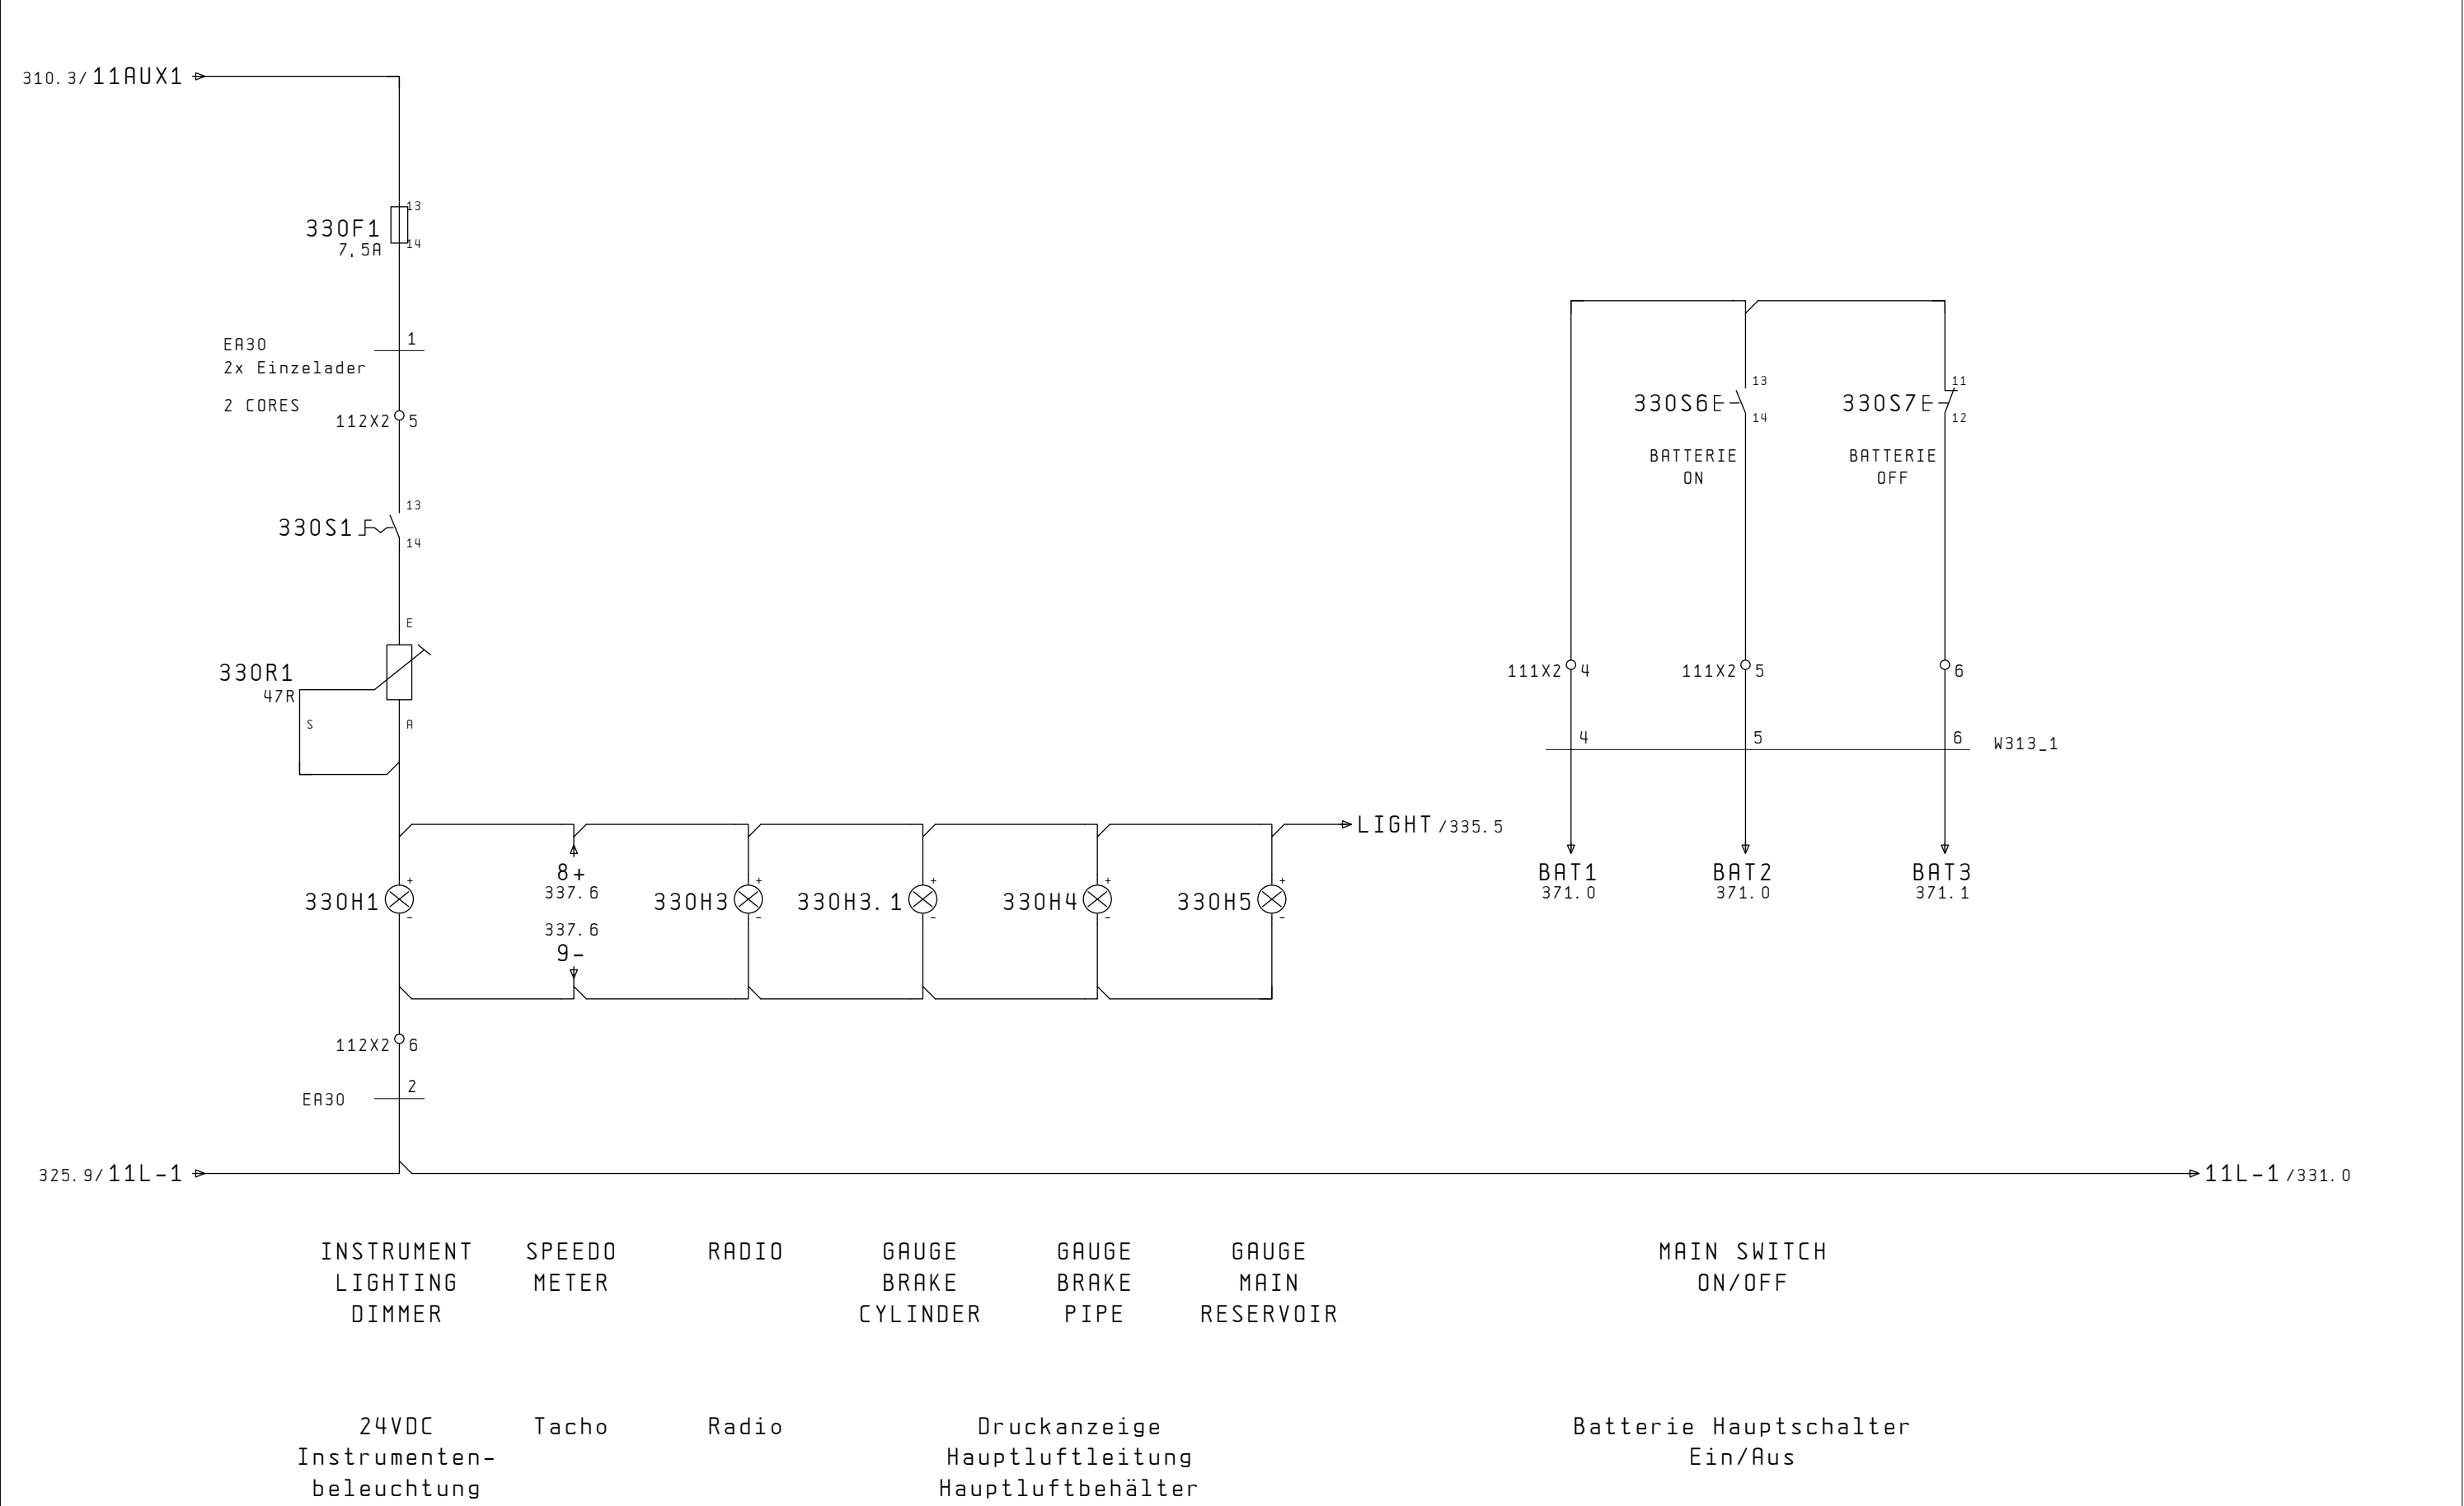 310.3/11AUX1
13
330F1
14
7,5A
1
EA30
2x Einzelader
2 CORES
112X2 5
13
330S1
14
E
330R1
47R
S A
LIGHT/335.5
8+
337.6
+ + + + +
330H1 330H3 330H3.1 330H4 330H5
- - - - -
337.6
9-
112X2 6
2
EA30
13 11
330S6 330S7
14 12
BATTERIE BATTERIE
ON OFF
111X2 4 111X2 5 6
4 5 6 W313_1
BAT1 BAT2 BAT3
371.0 371.0 371.1
325.9/11L-1 11L-1/331.0
INSTRUMENT
LIGHTING
DIMMER
SPEEDO
METER
RADIO
GAUGE
BRAKE
CYLINDER
GAUGE
BRAKE
PIPE
GAUGE
MAIN
RESERVOIR
MAIN SWITCH
ON/OFF
24VDC
Instrumenten-
beleuchtung
Tacho
Radio
Druckanzeige
Hauptluftleitung
Hauptluftbehälter
Batterie Hauptschalter
Ein/Aus